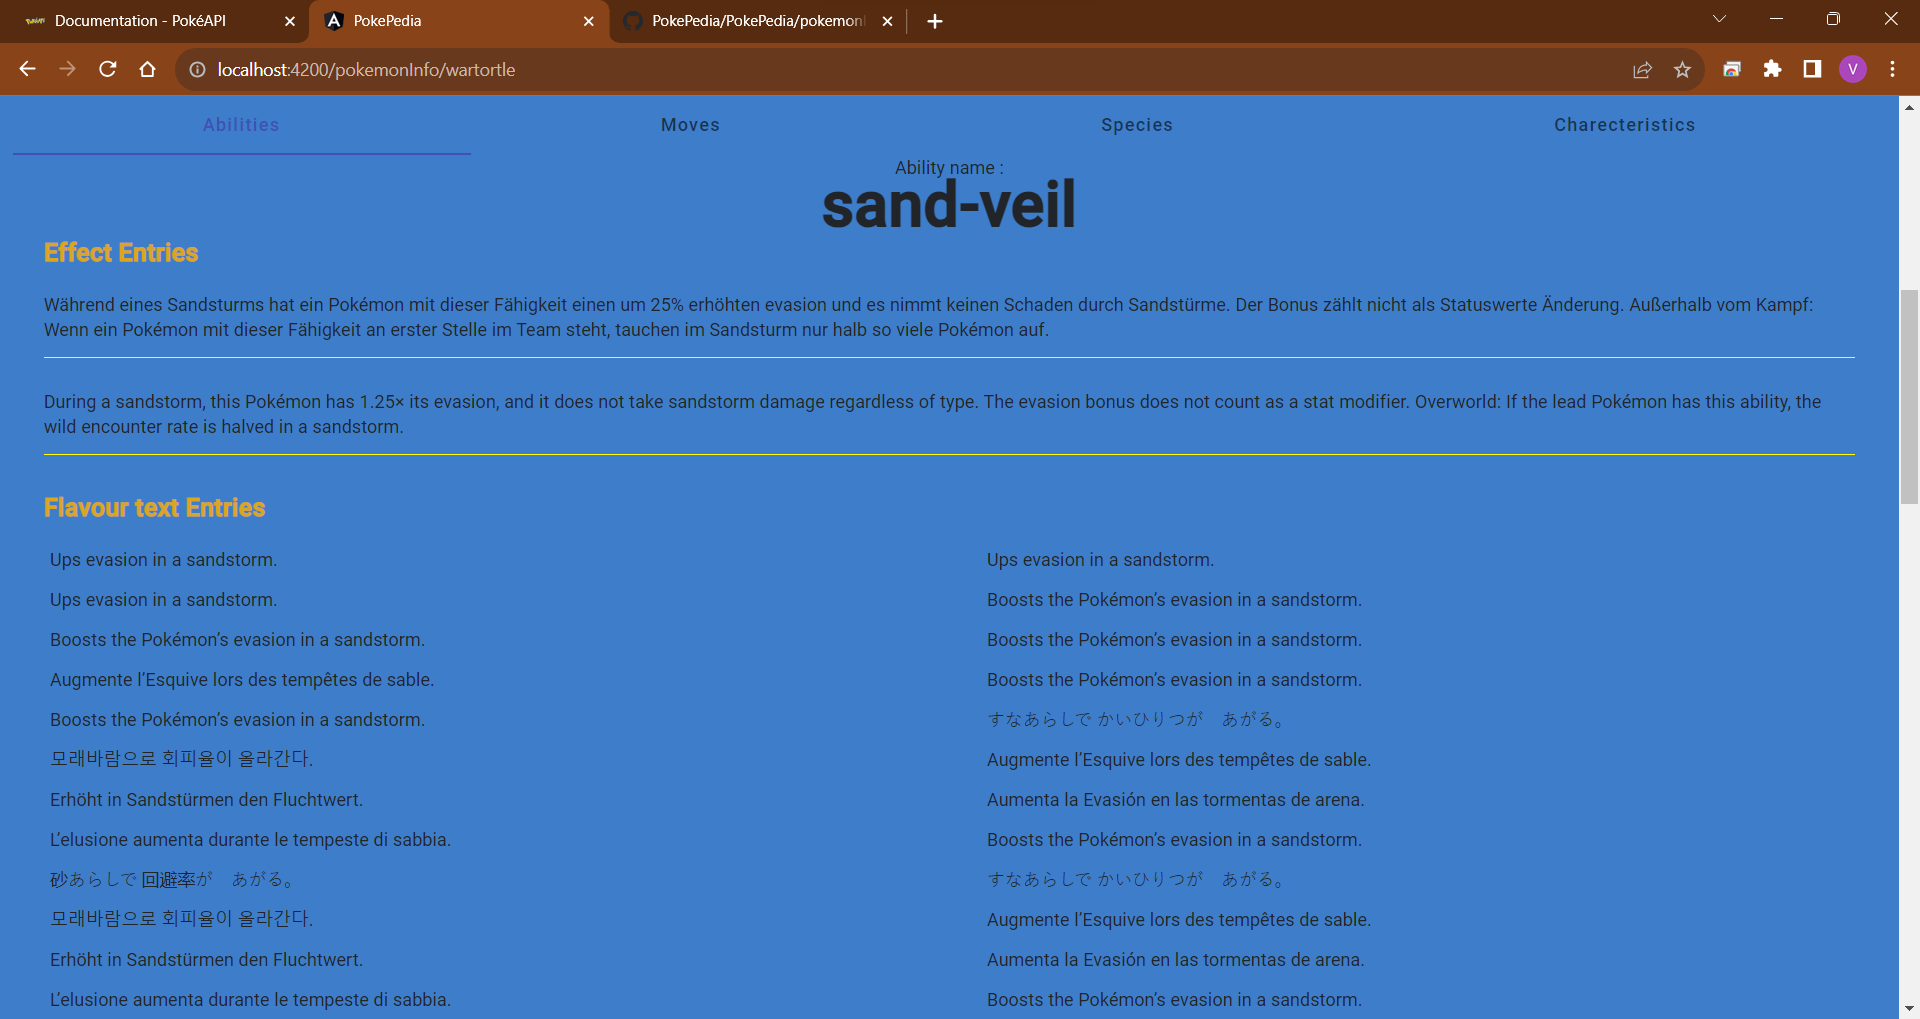 Documentation - PokéAPI
PokePedia
PokePedia/PokePedia/pokemonI
localhost:4200/pokemonInfo/wartortle
V
Abilities
Moves
Species
Charecteristics
Ability name :
sand-veil
Effect Entries
Während eines Sandsturms hat ein Pokémon mit dieser Fähigkeit einen um 25% erhöhten evasion und es nimmt keinen Schaden durch Sandstürme. Der Bonus zählt nicht als Statuswerte Änderung. Außerhalb vom Kampf:
Wenn ein Pokémon mit dieser Fähigkeit an erster Stelle im Team steht, tauchen im Sandsturm nur halb so viele Pokémon auf.
During a sandstorm, this Pokémon has 1.25× its evasion, and it does not take sandstorm damage regardless of type. The evasion bonus does not count as a stat modifier. Overworld: If the lead Pokémon has this ability, the
wild encounter rate is halved in a sandstorm.
Flavour text Entries
Ups evasion in a sandstorm.
Ups evasion in a sandstorm.
Ups evasion in a sandstorm.
Boosts the Pokémon’s evasion in a sandstorm.
Boosts the Pokémon’s evasion in a sandstorm.
Boosts the Pokémon’s evasion in a sandstorm.
Augmente l’Esquive lors des tempêtes de sable.
Boosts the Pokémon’s evasion in a sandstorm.
Boosts the Pokémon’s evasion in a sandstorm.
すなあらしで かいひりつが　あがる。
모래바람으로 회피율이 올라간다.
Augmente l’Esquive lors des tempêtes de sable.
Erhöht in Sandstürmen den Fluchtwert.
Aumenta la Evasión en las tormentas de arena.
L’elusione aumenta durante le tempeste di sabbia.
Boosts the Pokémon’s evasion in a sandstorm.
砂あらしで 回避率が　あがる。
すなあらしで かいひりつが　あがる。
모래바람으로 회피율이 올라간다.
Augmente l’Esquive lors des tempêtes de sable.
Erhöht in Sandstürmen den Fluchtwert.
Aumenta la Evasión en las tormentas de arena.
L’elusione aumenta durante le tempeste di sabbia.
Boosts the Pokémon’s evasion in a sandstorm.